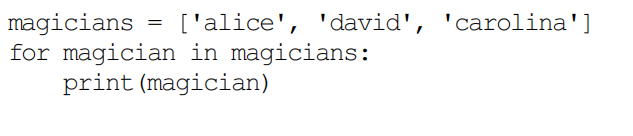 magicians = ['alice', 'david', 'carolina']
for magician in magicians:
    print(magician)